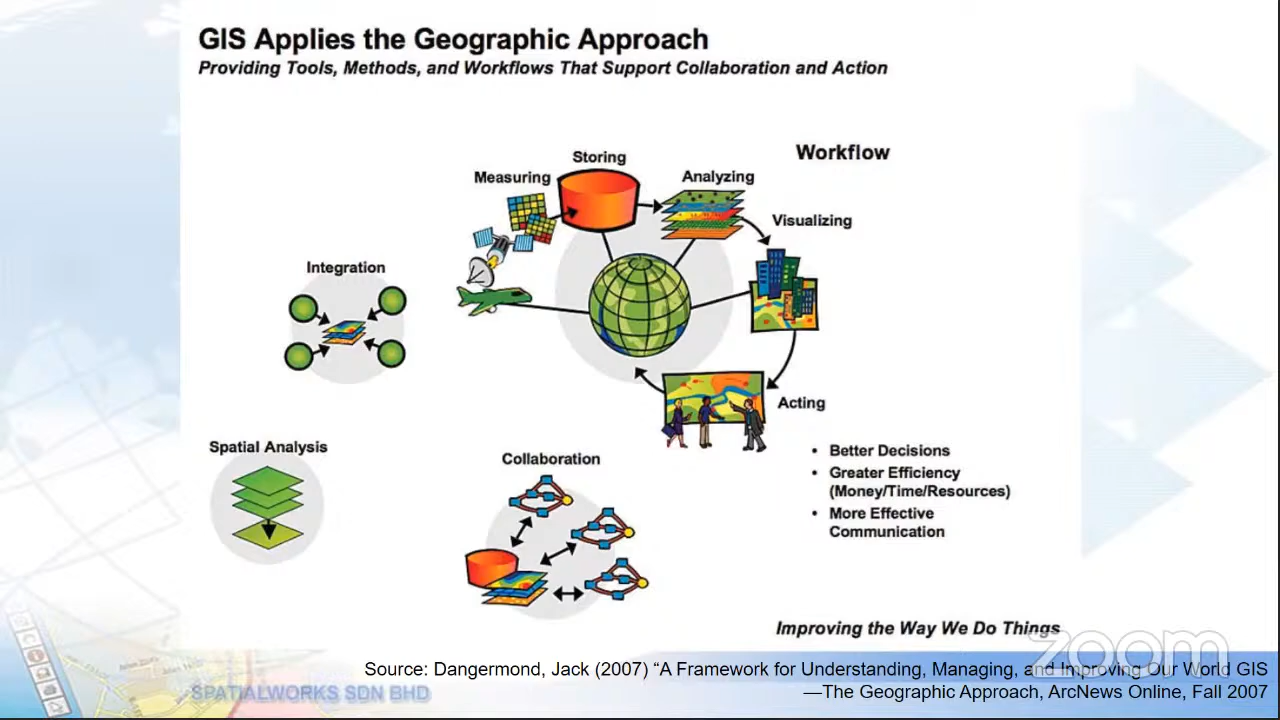 GIS Applies the Geographic Approach
Providing Tools, Methods, and Workflows That Support Collaboration and Action
Workflow
Storing
Measuring
Analyzing
Visualizing
Integration
Acting
Spatial Analysis
Collaboration
• Better Decisions
• Greater Efficiency
(Money/Time/Resources)
• More Effective
Communication
Improving the Way We Do Things
zoom
Source: Dangermond, Jack (2007) “A Framework for Understanding, Managing, and Improving Our World GIS
—The Geographic Approach, ArcNews Online, Fall 2007
SPATIALWORKS SDN BHD